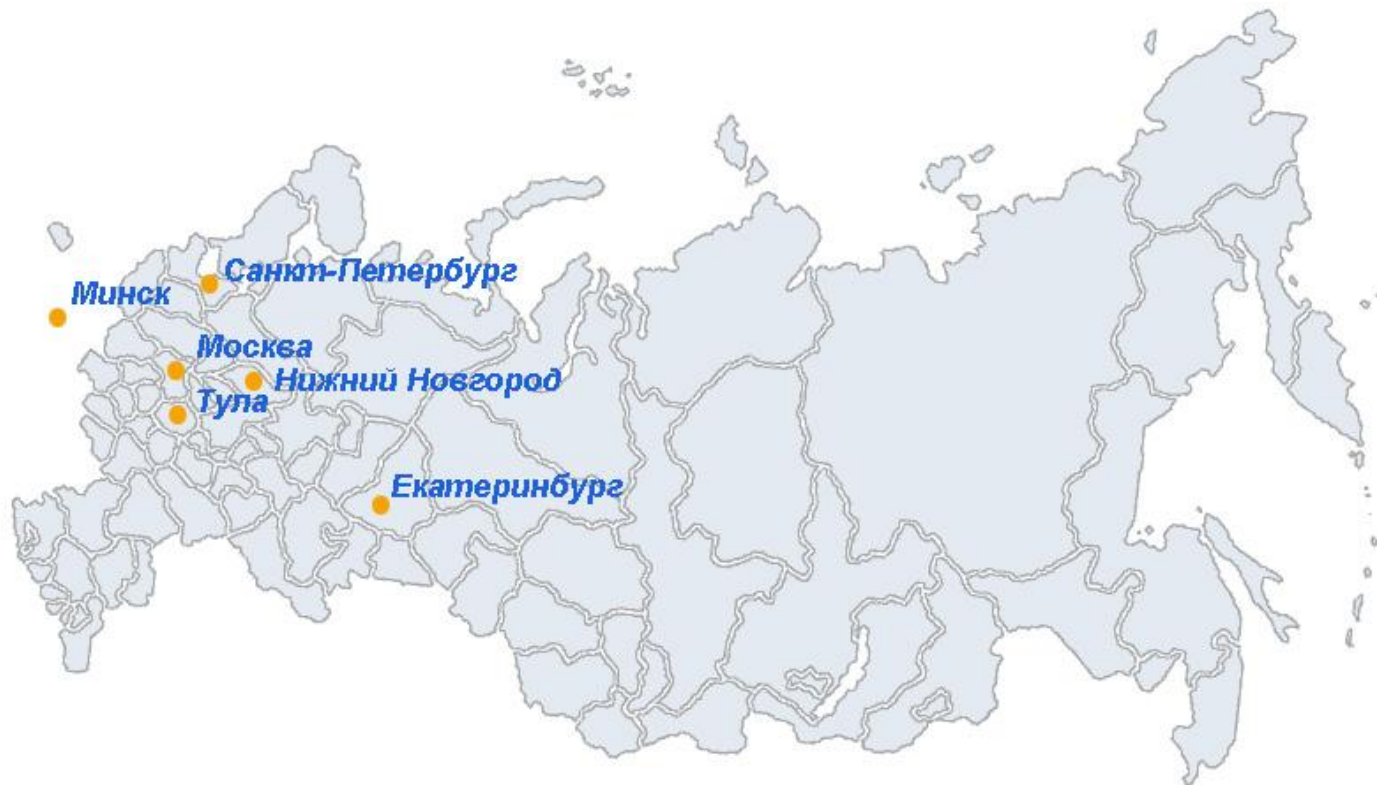 Санкт-Петербург
Минск
Москва
Нижний Новгород
Тула
Екатеринбург